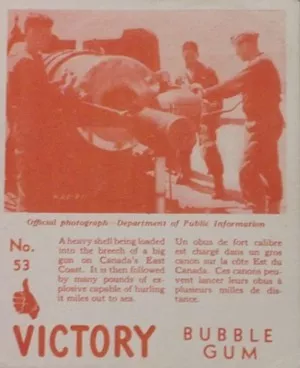 Official photograph Department of Public Information
No.
53
A heavy shell being loaded
into the breech of a big
gun on Canada's East
Coast. It is then followed
by many pounds of ex-
plosive capable of hurling
it miles out to sea.
Un obus de fort calibre
est chargé dans un gros
canon sur la côte Est du
Canada. Ces canons peu-
vent lancer leurs obus à
plusieurs milles de dis-
tance.
VICTORY
BUBBLE
GUM